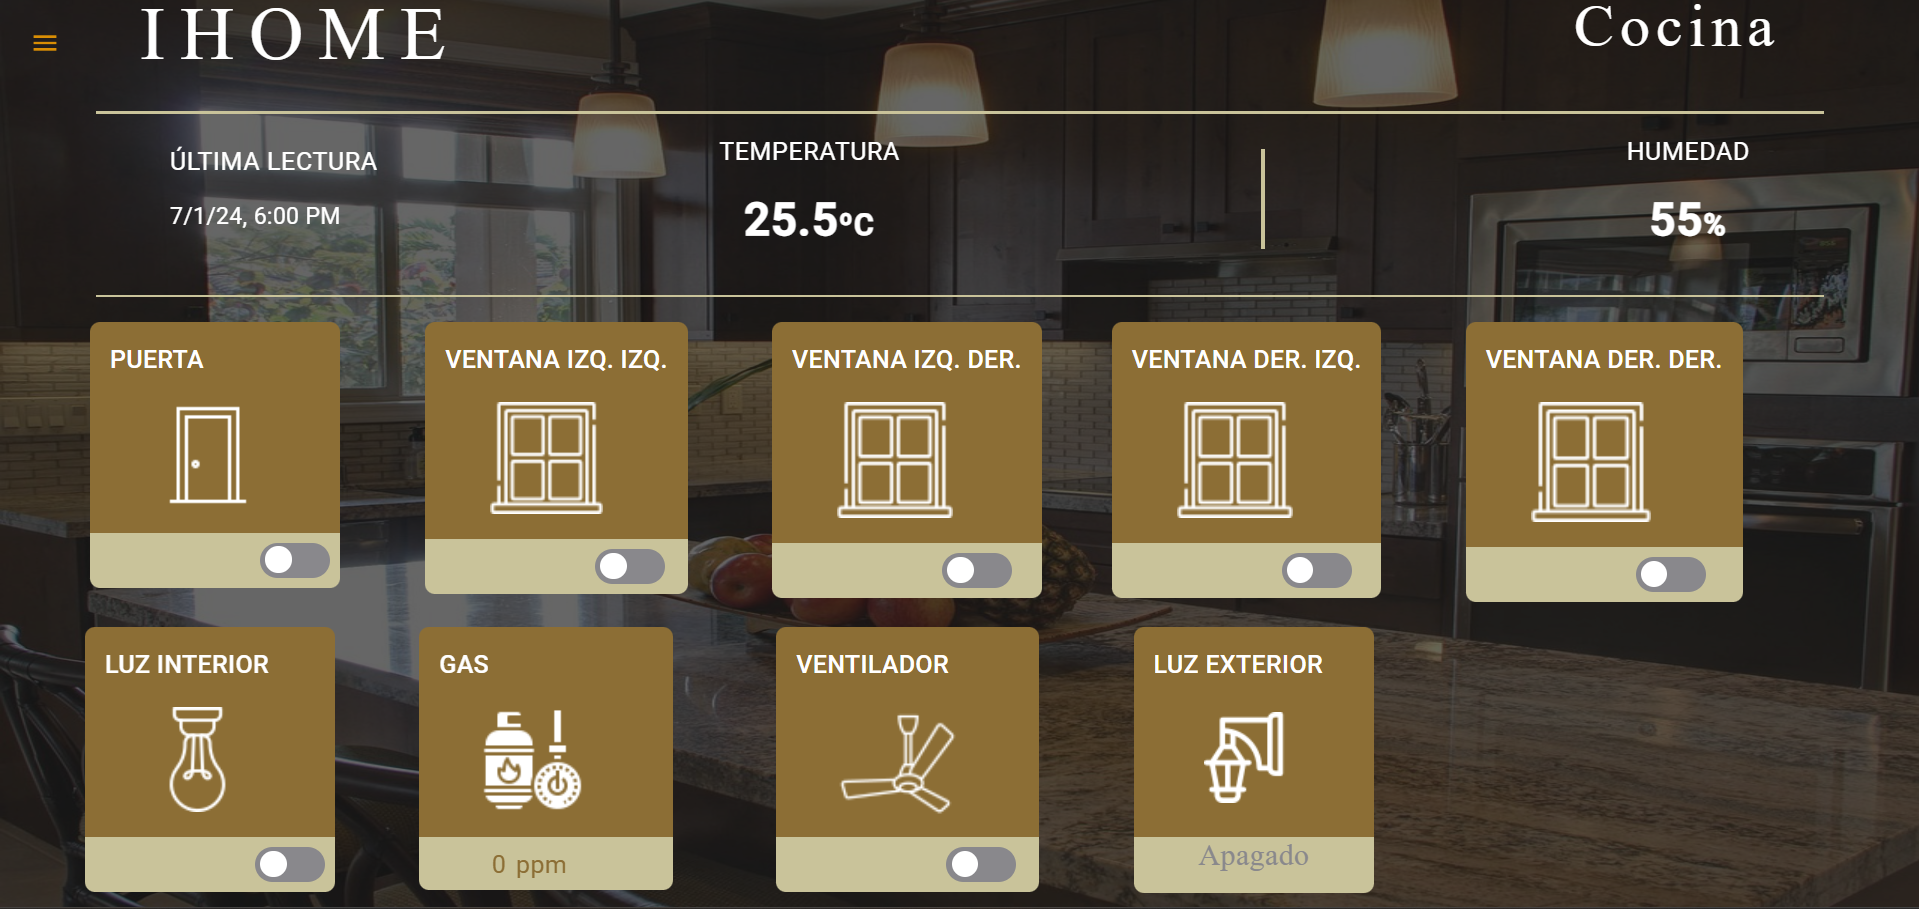 IHOME
Cocina
ÚLTIMA LECTURA
7/1/24, 6:00 PM
TEMPERATURA
25.5ºC
HUMEDAD
55%
PUERTA
VENTANA IZQ. IZQ.
VENTANA IZQ. DER.
VENTANA DER. IZQ.
VENTANA DER. DER.
LUZ INTERIOR
GAS
0 ppm
VENTILADOR
LUZ EXTERIOR
Apagado